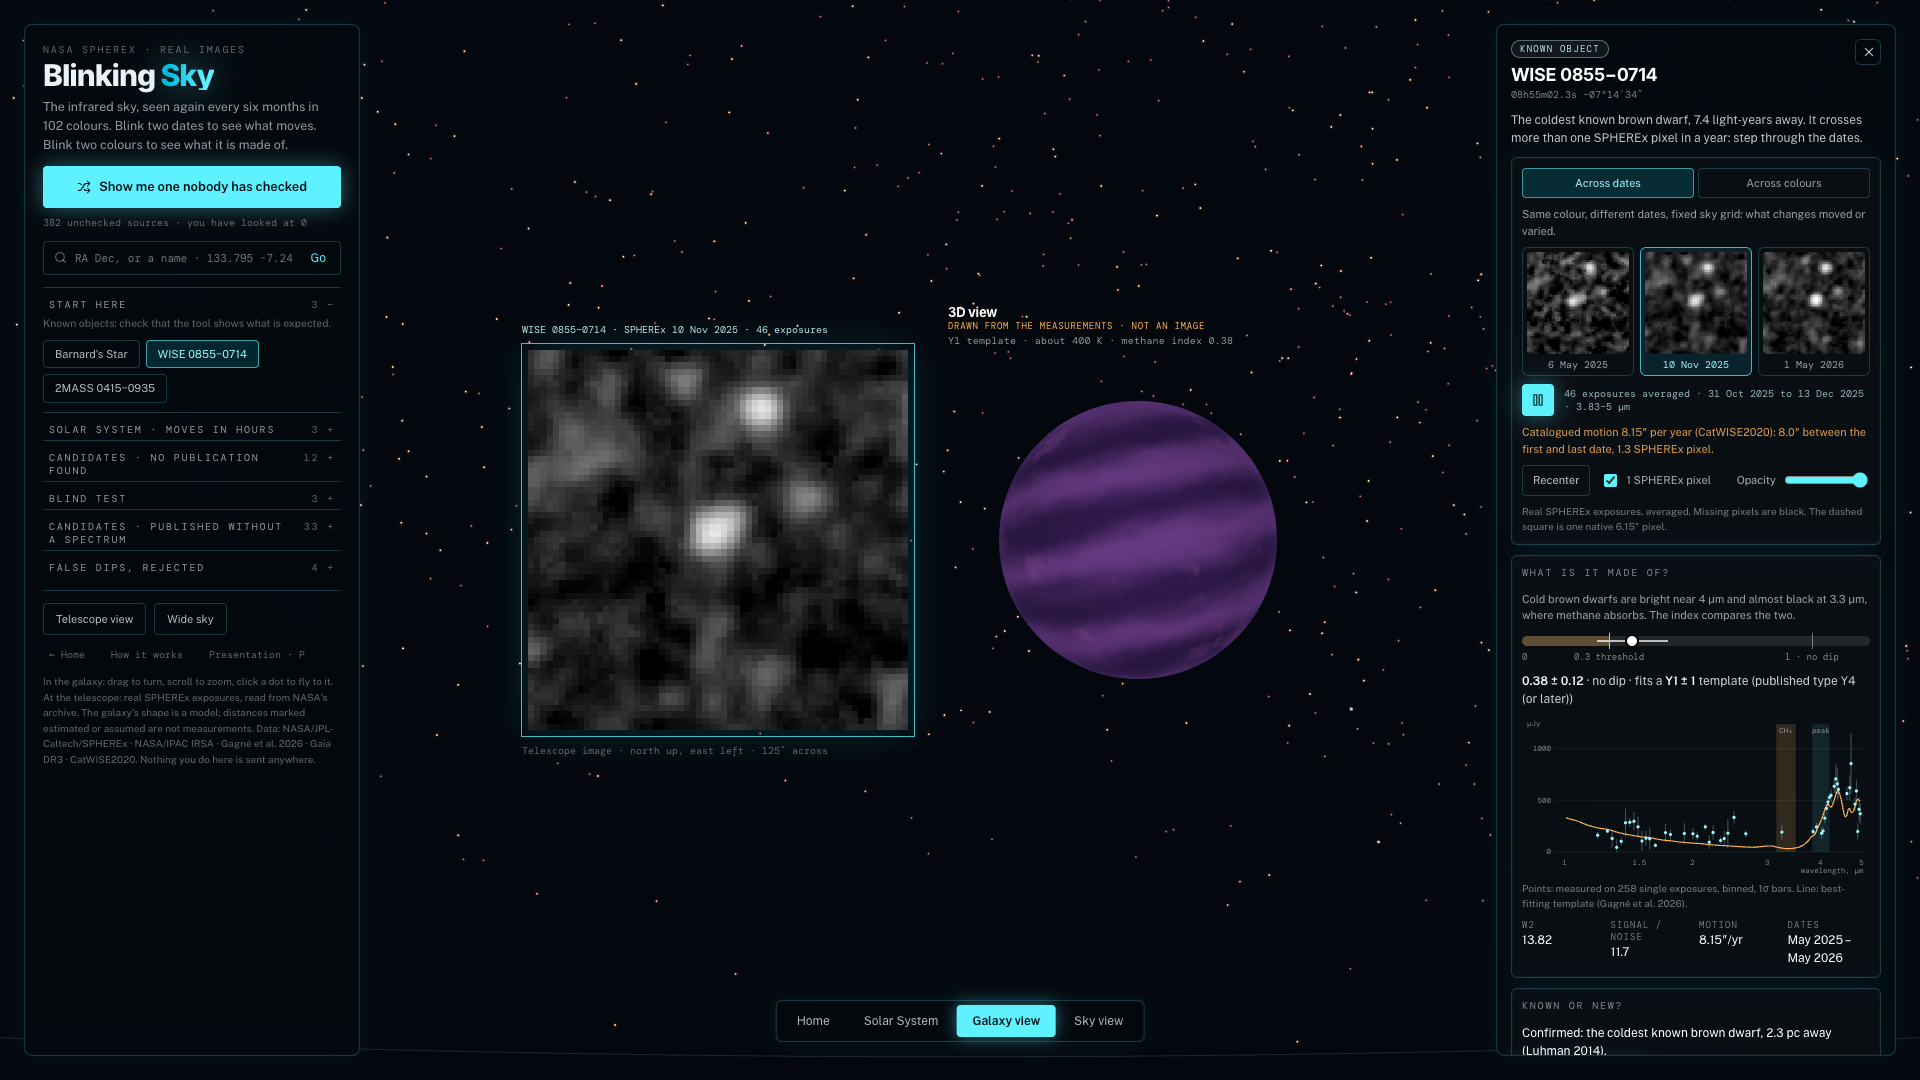 NASA SPHEREX · REAL IMAGES
Blinking Sky
The infrared sky, seen again every six months in
102 colours. Blink two dates to see what moves.
Blink two colours to see what it is made of.
Show me one nobody has checked
382 unchecked sources · you have looked at 0
RA Dec, or a name · 133.795 -7.24
Go
START HERE 3 −
Known objects: check that the tool shows what is expected.
Barnard's Star
WISE 0855−0714
2MASS 0415−0935
SOLAR SYSTEM · MOVES IN HOURS 3 +
CANDIDATES · NO PUBLICATION
FOUND 12 +
BLIND TEST 3 +
CANDIDATES · PUBLISHED WITHOUT
A SPECTRUM 33 +
FALSE DIPS, REJECTED 4 +
Telescope view
Wide sky
← Home
How it works
Presentation · P
In the galaxy: drag to turn, scroll to zoom, click a dot to fly to it.
At the telescope: real SPHEREx exposures, read from NASA's
archive. The galaxy's shape is a model; distances marked
estimated or assumed are not measurements. Data: NASA/JPL-
Caltech/SPHEREx · NASA/IPAC IRSA · Gagné et al. 2026 · Gaia
DR3 · CatWISE2020. Nothing you do here is sent anywhere.
WISE 0855−0714 · SPHEREx 10 Nov 2025 · 46 exposures
Telescope image · north up, east left · 125″ across
3D view
DRAWN FROM THE MEASUREMENTS · NOT AN IMAGE
Y1 template · about 400 K · methane index 0.38
Home
Solar System
Galaxy view
Sky view
KNOWN OBJECT
WISE 0855−0714
08h55m02.3s −07°14′34″
The coldest known brown dwarf, 7.4 light-years away. It crosses
more than one SPHEREx pixel in a year: step through the dates.
Across dates
Across colours
Same colour, different dates, fixed sky grid: what changes moved or
varied.
6 May 2025
10 Nov 2025
1 May 2026
46 exposures averaged · 31 Oct 2025 to 13 Dec 2025
· 3.83–5 µm
Catalogued motion 8.15″ per year (CatWISE2020): 8.0″ between the
first and last date, 1.3 SPHEREx pixel.
Recenter
1 SPHEREx pixel
Opacity
Real SPHEREx exposures, averaged. Missing pixels are black. The dashed
square is one native 6.15″ pixel.
WHAT IS IT MADE OF?
Cold brown dwarfs are bright near 4 µm and almost black at 3.3 µm,
where methane absorbs. The index compares the two.
0
0.3 threshold
1 · no dip
0.38 ± 0.12 · no dip · fits a Y1 ± 1 template (published type Y4
(or later))
µJy
CH₄
peak
1000
500
0
1
1.5
2
3
4
5
wavelength, µm
Points: measured on 258 single exposures, binned, 1σ bars. Line: best-
fitting template (Gagné et al. 2026).
W2
13.82
SIGNAL /
NOISE
11.7
MOTION
8.15″/yr
DATES
May 2025 –
May 2026
KNOWN OR NEW?
Confirmed: the coldest known brown dwarf, 2.3 pc away
(Luhman 2014).